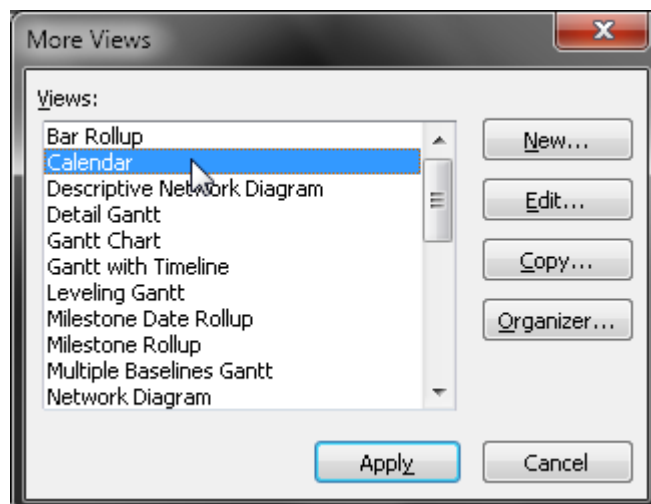 More Views
Views:
Bar Rollup
Calendar
Descriptive Network Diagram
Detail Gantt
Gantt Chart
Gantt with Timeline
Leveling Gantt
Milestone Date Rollup
Milestone Rollup
Multiple Baselines Gantt
Network Diagram
New...
Edit...
Copy...
Organizer...
Apply
Cancel